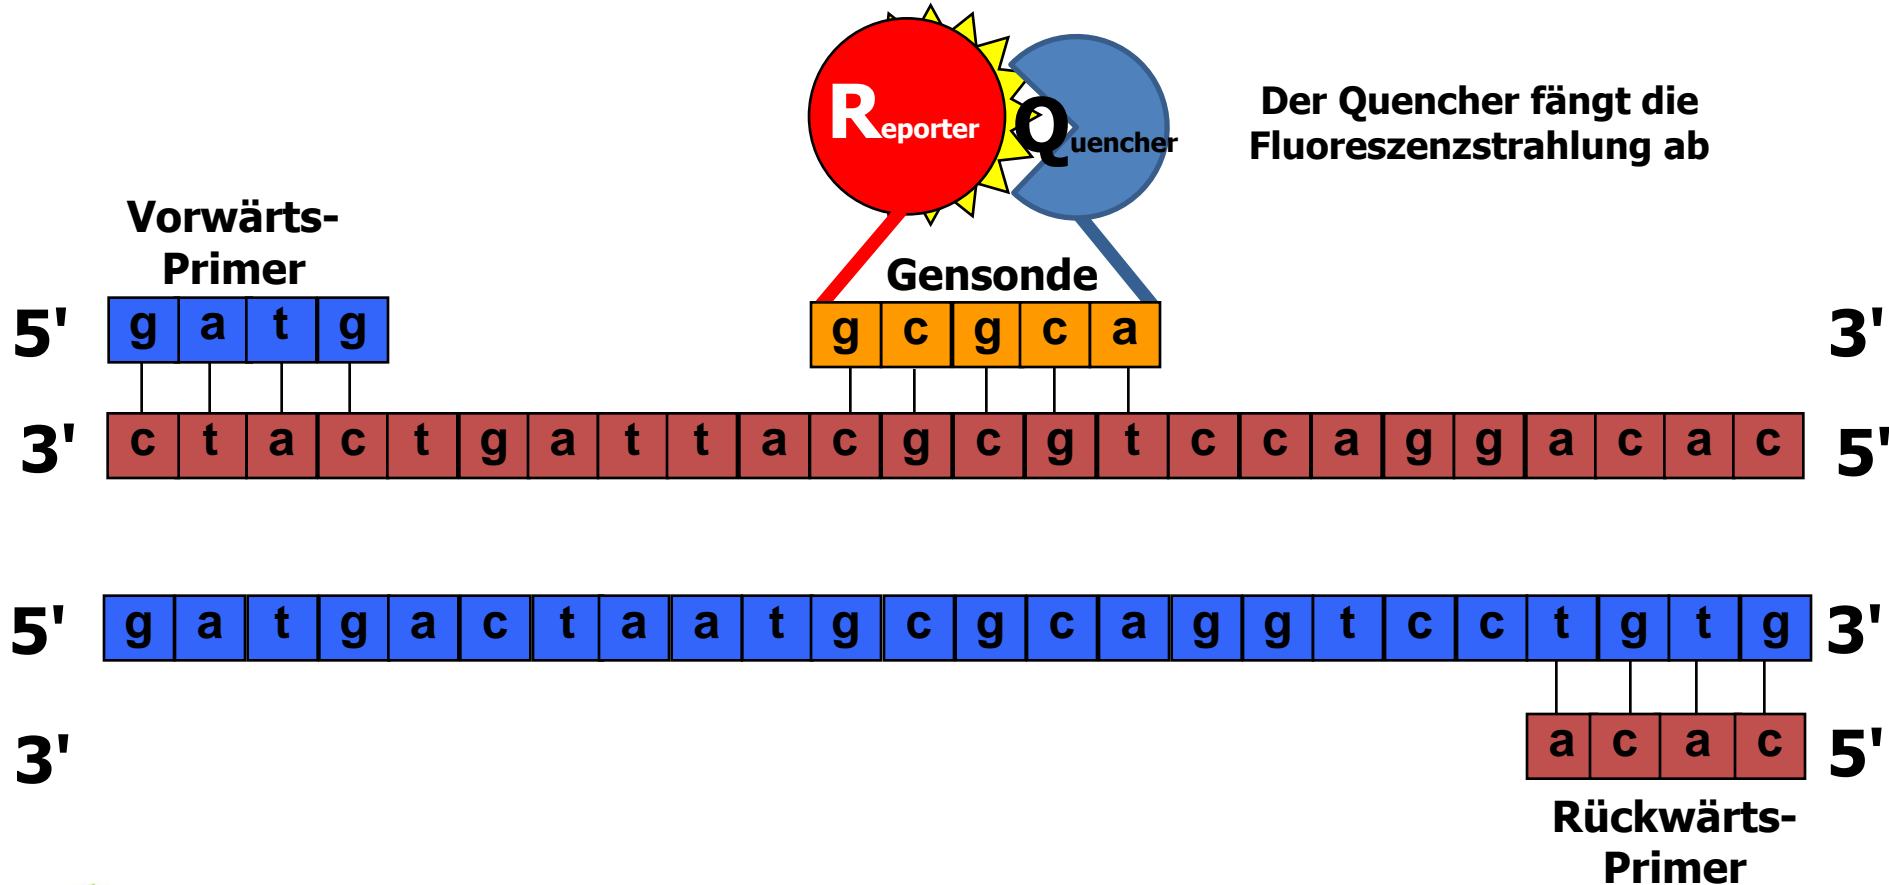 Reporter
Quencher
Der Quencher fängt die
Fluoreszenzstrahlung ab
Vorwärts-
Primer
Gensonde
5' g a t g g c g c a 3'
3' c t a c t g a t t a c g c g t c c a g g a c a c 5'
5' g a t g a c t a a t g c g c a g g t c c t g t g 3'
3' a c a c 5'
Rückwärts-
Primer